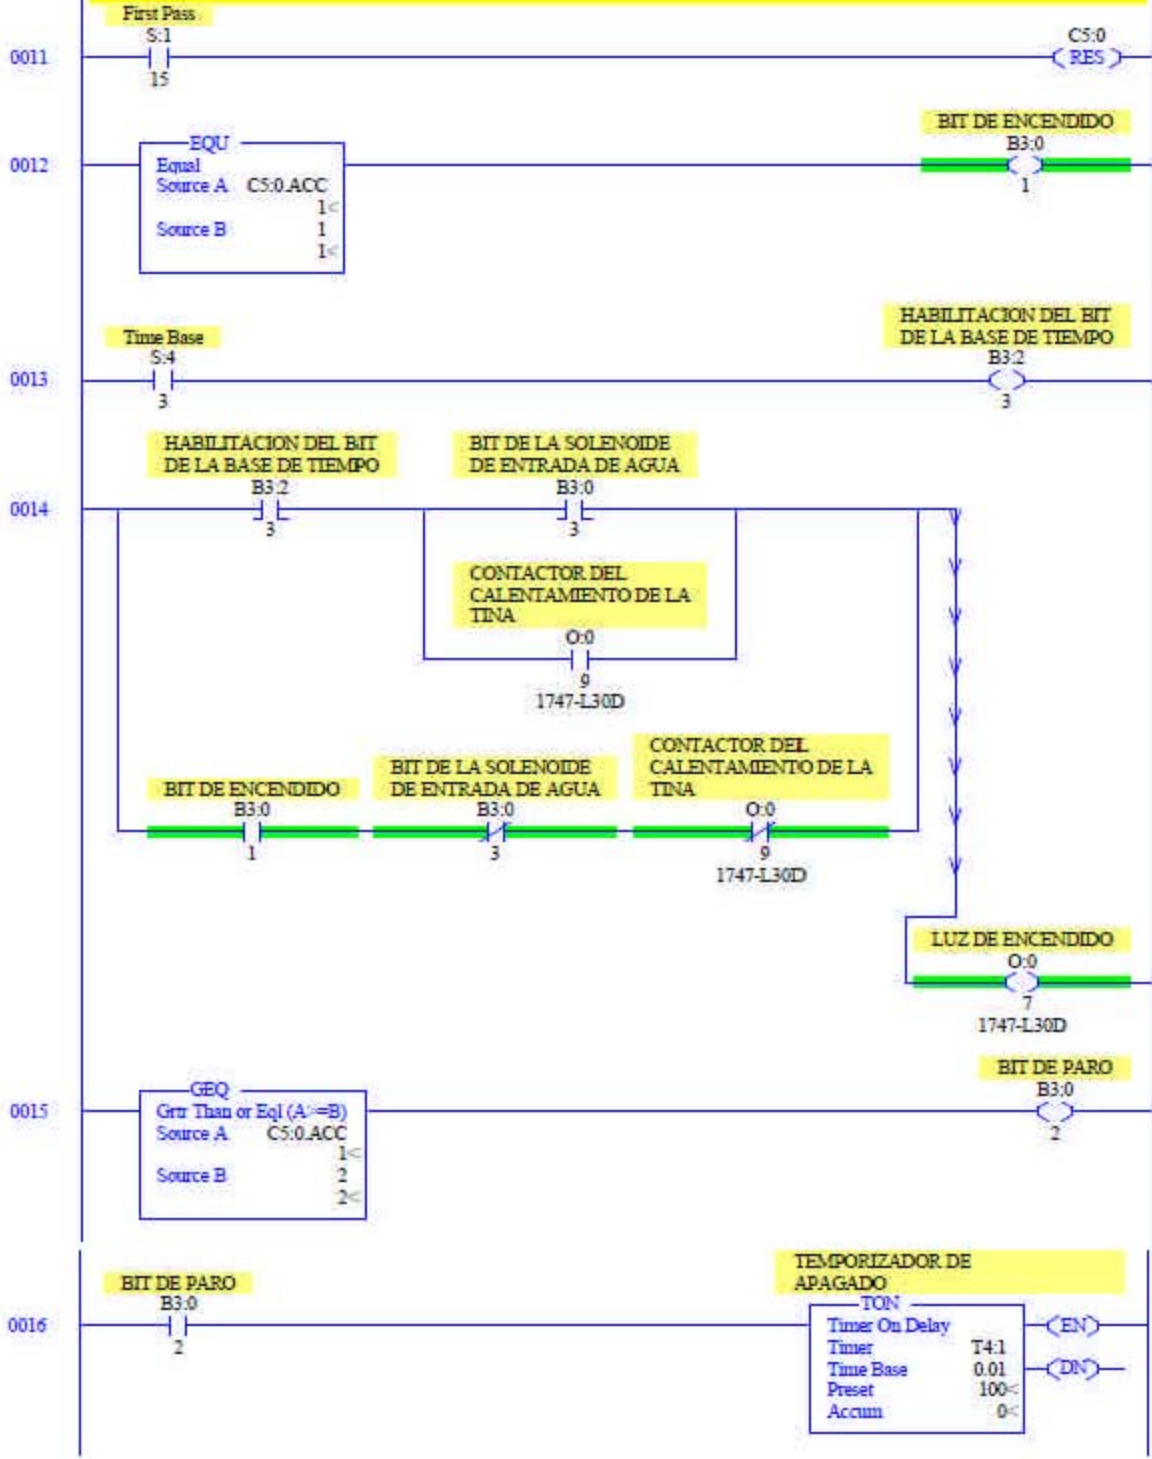 First Pass
S:1
0011
15
C5:0
RES
0012
EQU
Equal
Source A C5:0.ACC
1<
Source B 1
1<
BIT DE ENCENDIDO
B3:0
1
Time Base
S:4
0013
3
HABILITACION DEL BIT
DE LA BASE DE TIEMPO
B3:2
3
HABILITACION DEL BIT
DE LA BASE DE TIEMPO
B3:2
0014
3
BIT DE LA SOLENOIDE
DE ENTRADA DE AGUA
B3:0
3
CONTACTOR DEL
CALENTAMIENTO DE LA
TINA
O:0
9
1747-L30D
BIT DE ENCENDIDO
B3:0
1
BIT DE LA SOLENOIDE
DE ENTRADA DE AGUA
B3:0
3
CONTACTOR DEL
CALENTAMIENTO DE LA
TINA
O:0
9
1747-L30D
LUZ DE ENCENDIDO
O:0
7
1747-L30D
0015
GEQ
Grtr Than or Eql (A>=B)
Source A C5:0.ACC
1<
Source B 2
2<
BIT DE PARO
B3:0
2
BIT DE PARO
B3:0
0016
2
TEMPORIZADOR DE
APAGADO
TON
Timer On Delay
Timer T4:1
Time Base 0.01
Preset 100<
Accum 0<
EN
DN